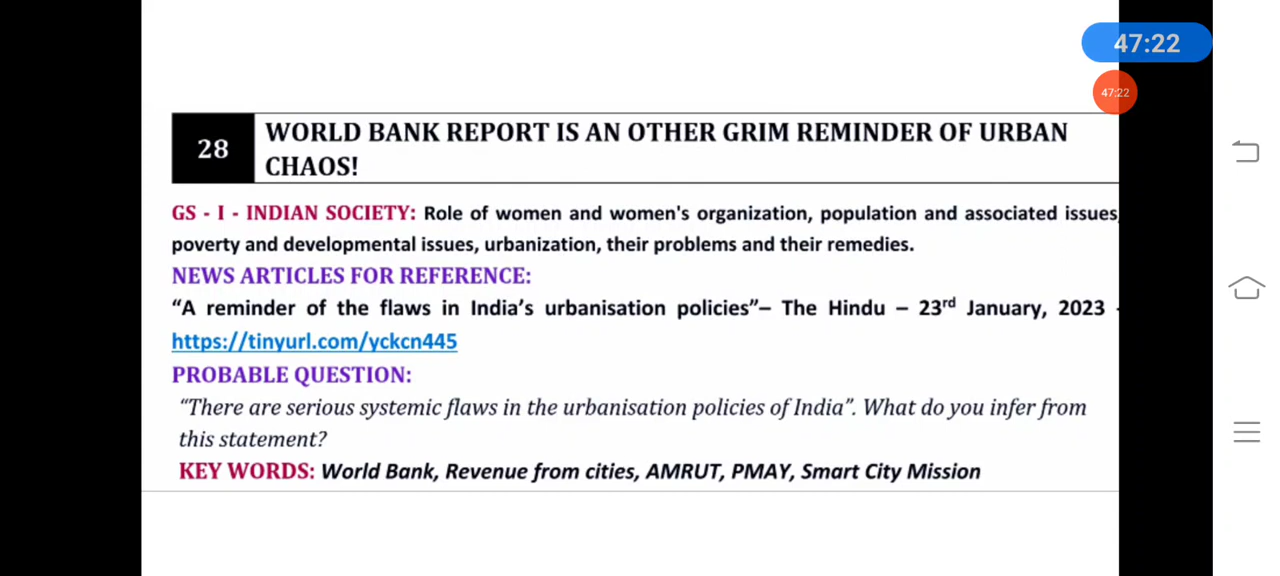 47:22
47:22
28
WORLD BANK REPORT IS AN OTHER GRIM REMINDER OF URBAN
CHAOS!
GS - I - INDIAN SOCIETY: Role of women and women's organization, population and associated issues,
poverty and developmental issues, urbanization, their problems and their remedies.
NEWS ARTICLES FOR REFERENCE:
“A reminder of the flaws in India’s urbanisation policies”– The Hindu – 23rd January, 2023 -
https://tinyurl.com/yckcn445
PROBABLE QUESTION:
“There are serious systemic flaws in the urbanisation policies of India”. What do you infer from
this statement?
KEY WORDS: World Bank, Revenue from cities, AMRUT, PMAY, Smart City Mission